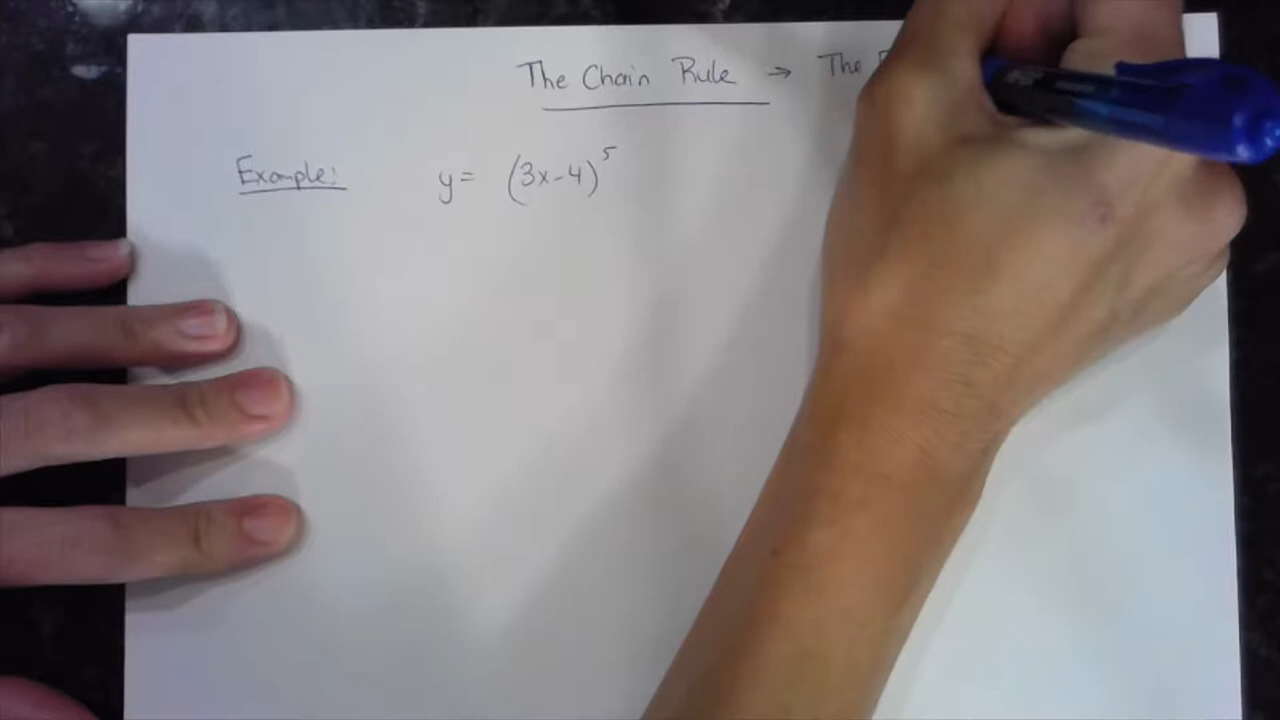 The Chain Rule → The
Example: y = (3x-4)⁵